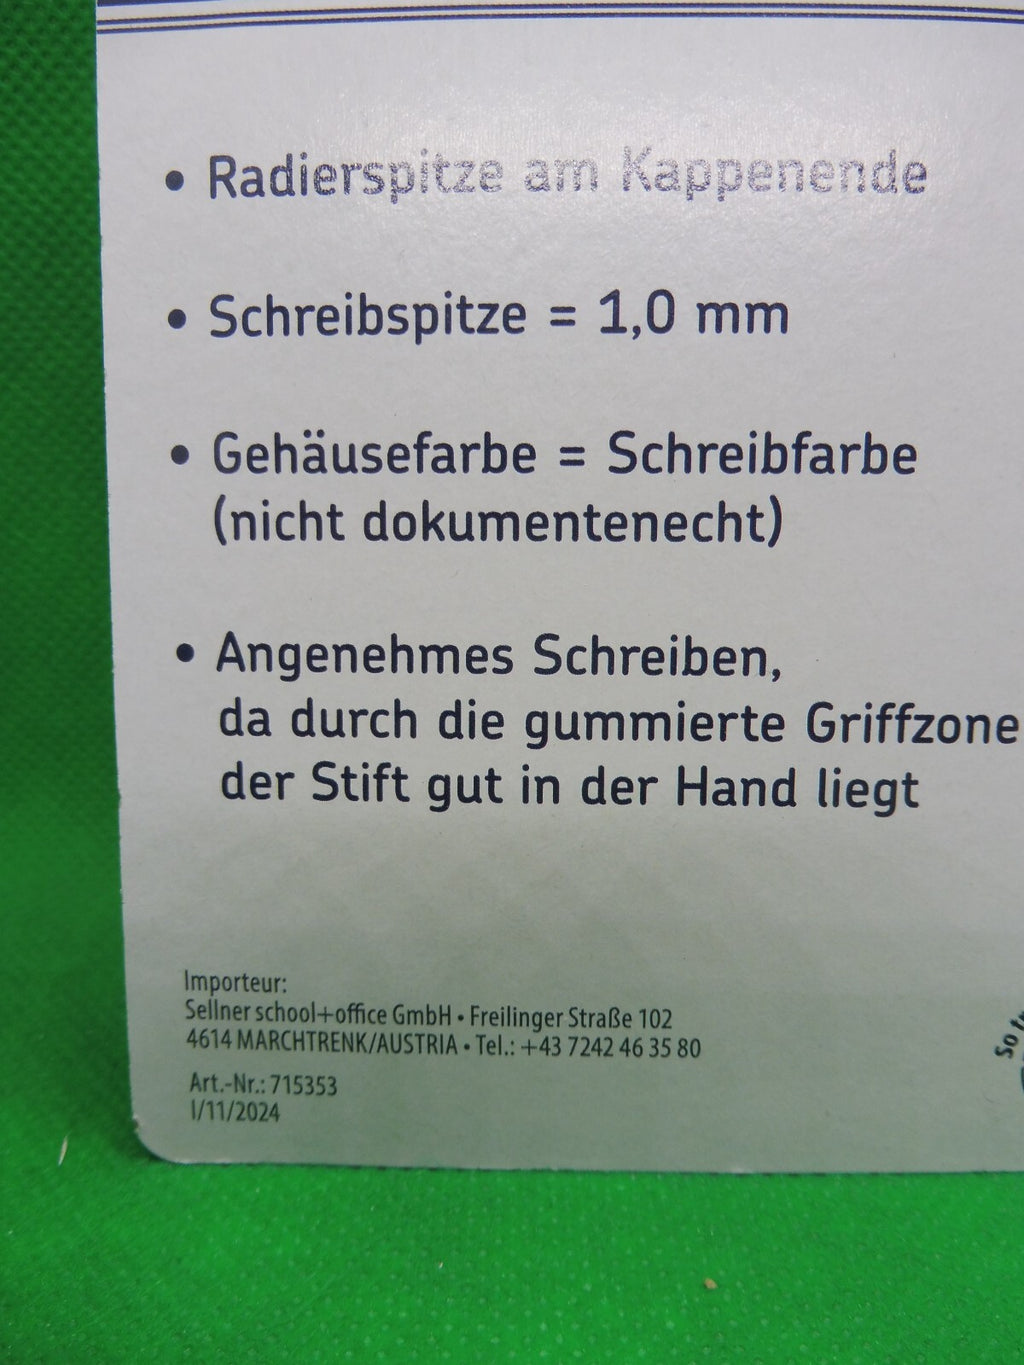 • Radierspitze am Kappenende
• Schreibspitze = 1,0 mm
• Gehäusefarbe = Schreibfarbe
(nicht dokumentenecht)
• Angenehmes Schreiben,
da durch die gummierte Griffzone
der Stift gut in der Hand liegt
Importeur:
Sellner school+office GmbH • Freilinger Straße 102
4614 MARCHTRENK/AUSTRIA • Tel.: +43 7242 46 35 80
Art.-Nr.: 715353
I/11/2024
So